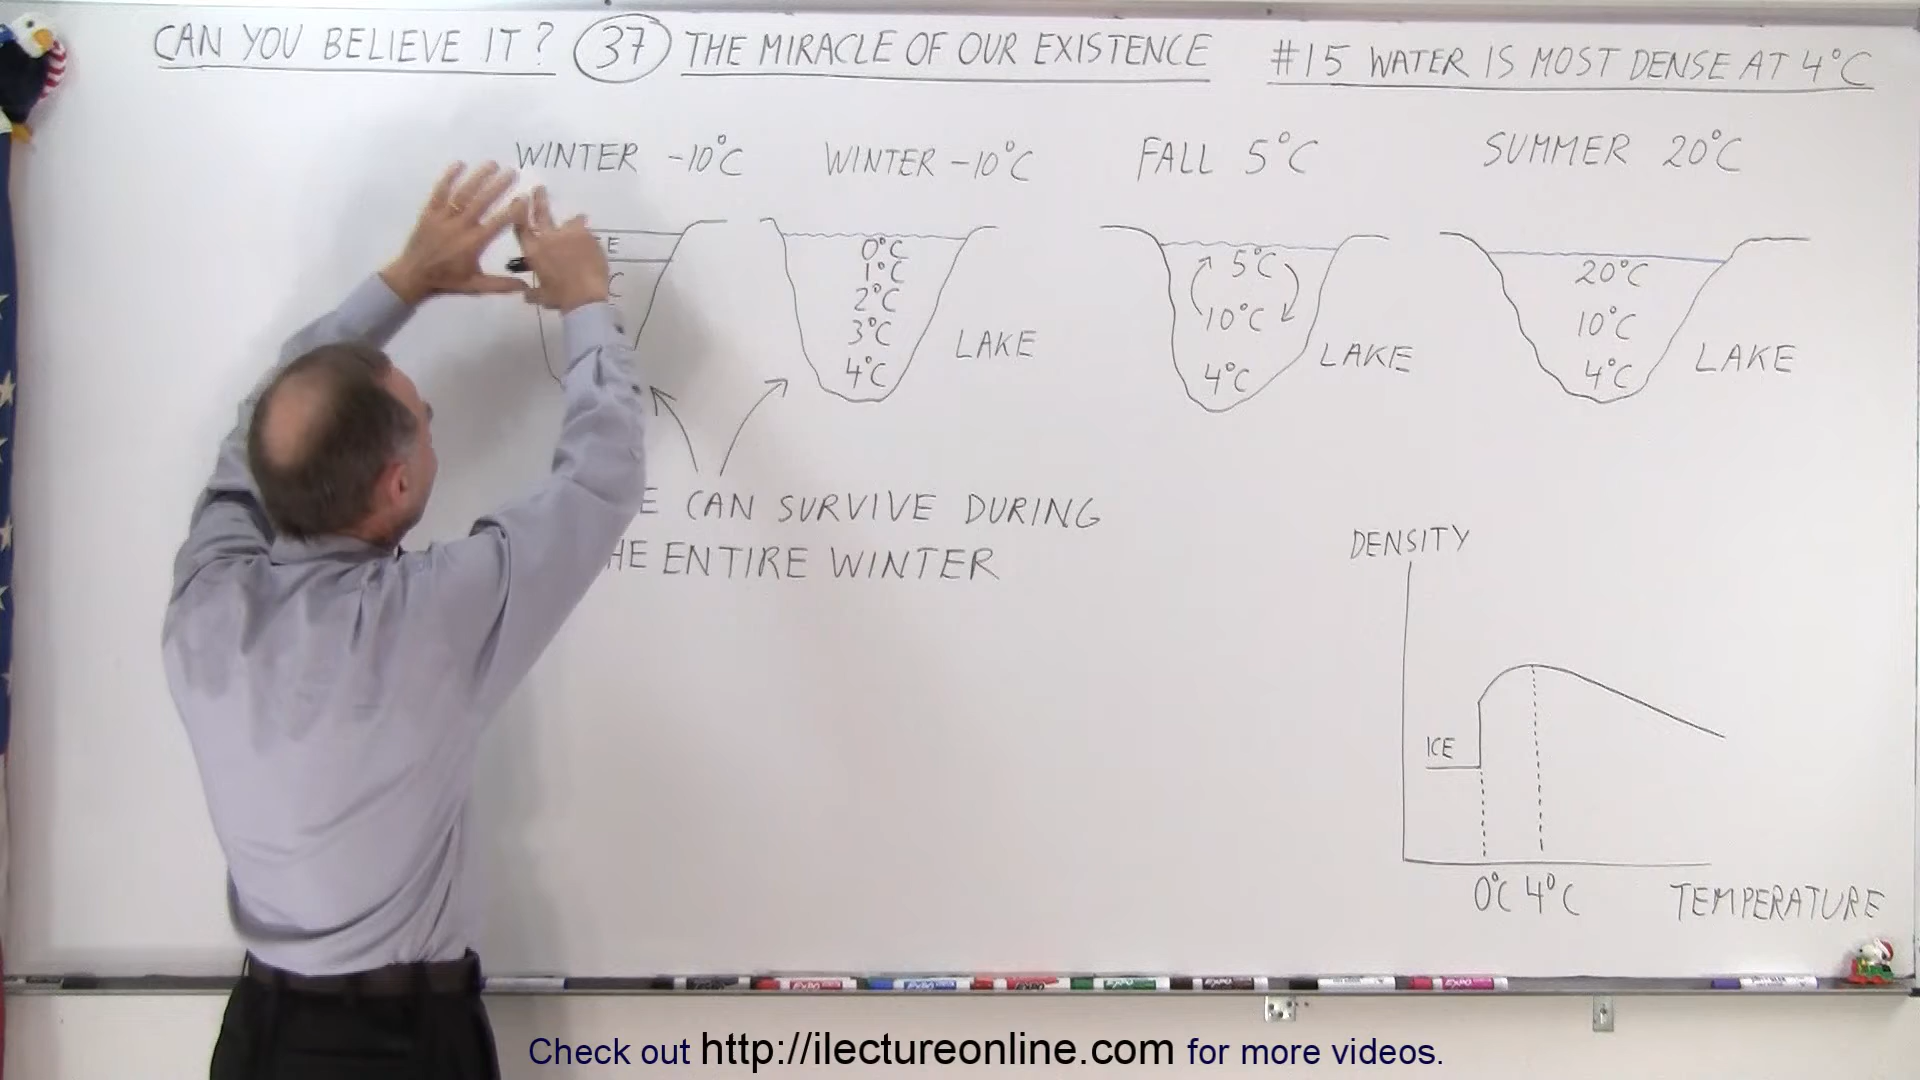 CAN YOU BELIEVE IT? 37 THE MIRACLE OF OUR EXISTENCE #15 WATER IS MOST DENSE AT 4°C
WINTER -10°C WINTER -10°C FALL 5°C SUMMER 20°C
0°C
1°C
2°C
3°C
4°C
LAKE
5°C
10°C
4°C
LAKE
20°C
10°C
4°C
LAKE
CAN SURVIVE DURING
ENTIRE WINTER
DENSITY
ICE
0°C 4°C TEMPERATURE
Check out http://ilectureonline.com for more videos.